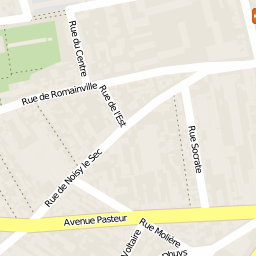 Rue du Centre
Rue de Romainville
Rue de l'Est
Rue de Noisy le Sec
Rue Socrate
Avenue Pasteur
Rue Molière
Voltaire